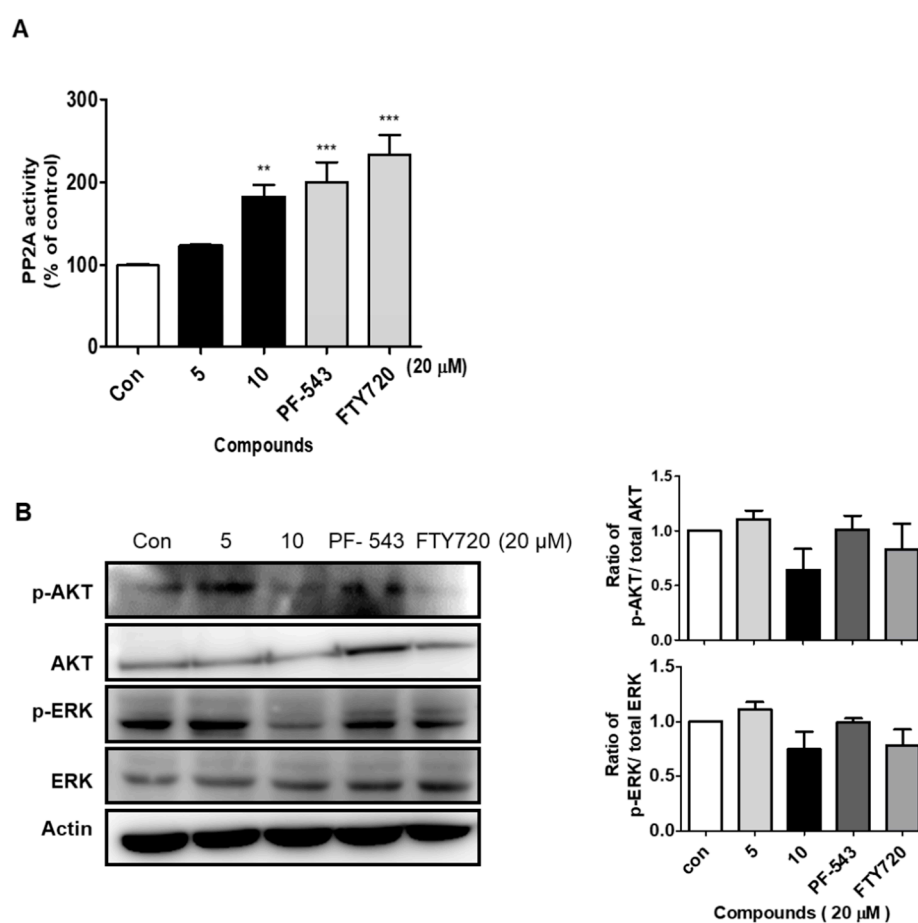 A
300
200
100
0
PP2A activity
(% of control)
**
***
***
Con
5
10
PF-543
FTY720
(20 µM)
Compounds
B
Con 5 10 PF- 543 FTY720 (20 µM)
p-AKT
AKT
p-ERK
ERK
Actin
Ratio of
p-AKT/ total AKT
1.5
1.0
0.5
0.0
Ratio of
p-ERK/ total ERK
1.5
1.0
0.5
0.0
con
5
10
PF-543
FTY720
Compounds ( 20 µM )